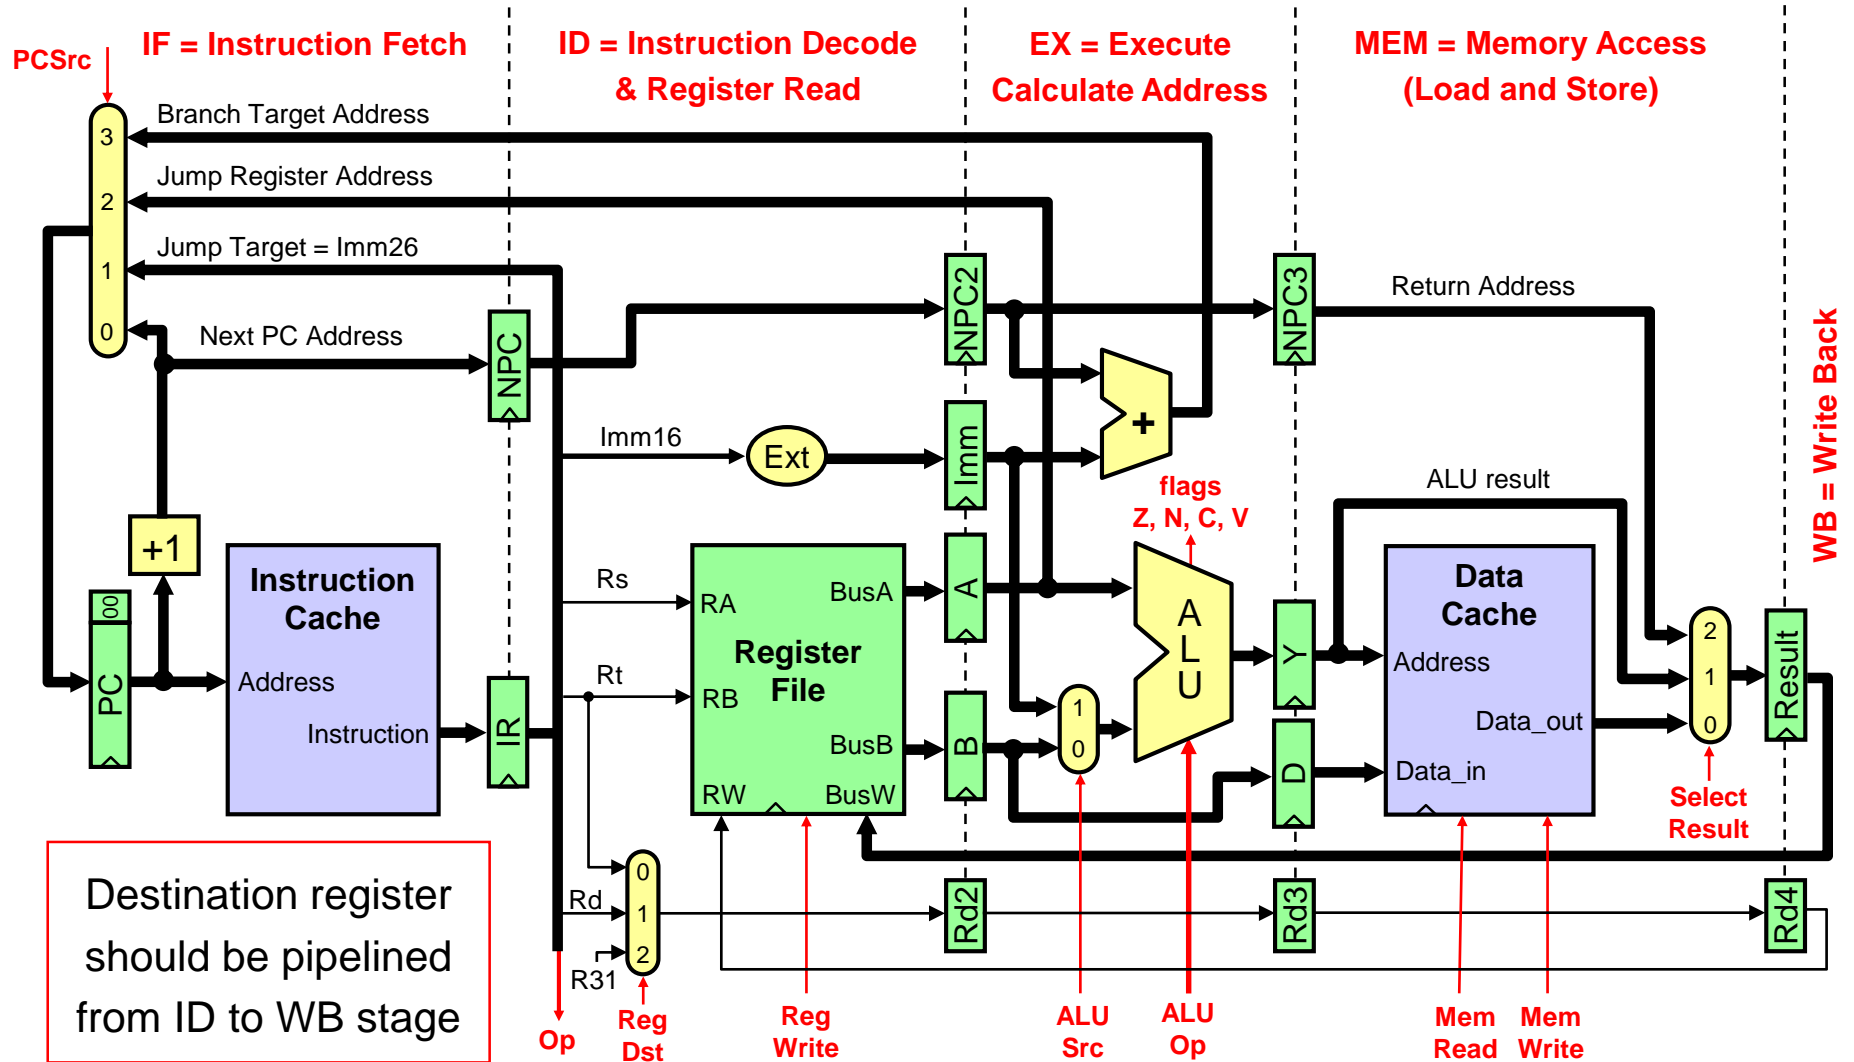 IF = Instruction Fetch
ID = Instruction Decode
& Register Read
EX = Execute
Calculate Address
MEM = Memory Access
(Load and Store)
WB = Write Back
PCSrc
3
2
1
0
Branch Target Address
Jump Register Address
Jump Target = Imm26
Next PC Address
NPC
NPC2
NPC3
Return Address
Imm16
Ext
Imm
+
flags
Z, N, C, V
ALU result
+1
00
PC
Instruction
Cache
Address
Instruction
IR
Rs
Rt
Register
File
RA
RB
RW
BusA
BusB
BusW
A
B
1
0
A
L
U
Y
D
Data
Cache
Address
Data_out
Data_in
2
1
0
Result
Select
Result
Rd
R31
0
1
2
Rd2
Rd3
Rd4
Op
Reg
Dst
Reg
Write
ALU
Src
ALU
Op
Mem
Read
Mem
Write
Destination register
should be pipelined
from ID to WB stage